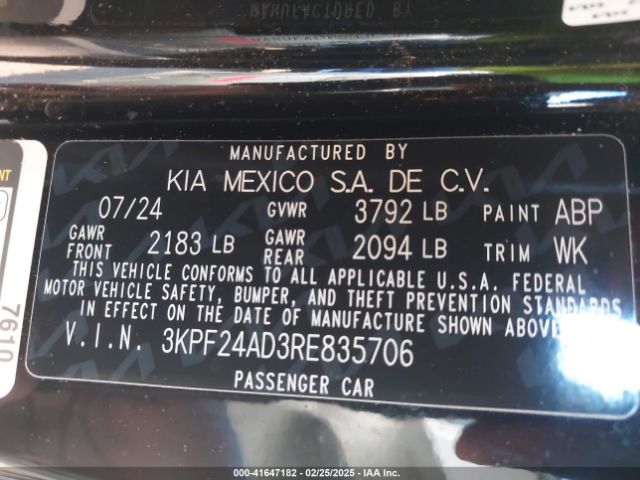 MANUFACTURED BY
MANUFACTURED BY
KIA MEXICO S.A. DE C.V.
07/24 GVWR 3792 LB PAINT ABP
GAWR FRONT 2183 LB GAWR REAR 2094 LB TRIM WK
THIS VEHICLE CONFORMS TO ALL APPLICABLE U.S.A. FEDERAL
MOTOR VEHICLE SAFETY, BUMPER, AND THEFT PREVENTION STANDARDS
IN EFFECT ON THE DATE OF MANUFACTURE SHOWN ABOVE
V.I.N. 3KPF24AD3RE835706
PASSENGER CAR
7610
000-41647182 - 02/25/2025 - IAA Inc.